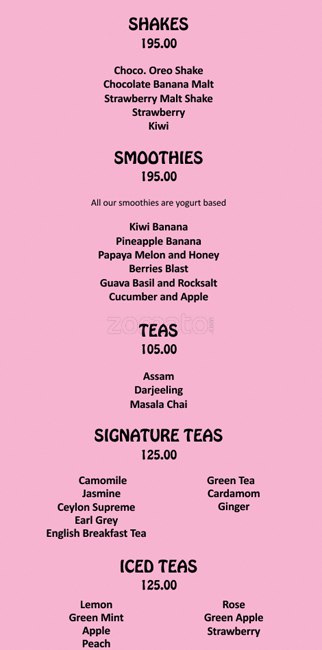 SHAKES
195.00
Choco. Oreo Shake
Chocolate Banana Malt
Strawberry Malt Shake
Strawberry
Kiwi
SMOOTHIES
195.00
All our smoothies are yogurt based
Kiwi Banana
Pineapple Banana
Papaya Melon and Honey
Berries Blast
Guava Basil and Rocksalt
Cucumber and Apple
zomato.com
TEAS
105.00
Assam
Darjeeling
Masala Chai
SIGNATURE TEAS
125.00
Camomile
Jasmine
Ceylon Supreme
Earl Grey
English Breakfast Tea
Green Tea
Cardamom
Ginger
ICED TEAS
125.00
Lemon
Green Mint
Apple
Peach
Rose
Green Apple
Strawberry